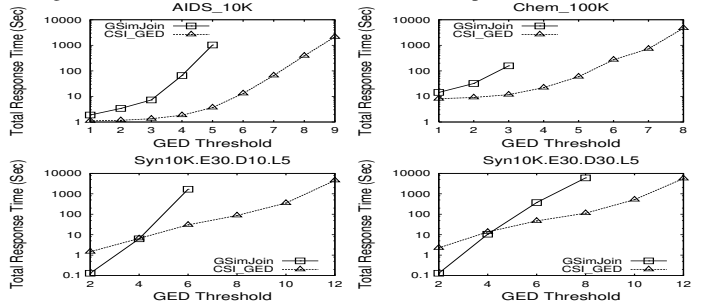 AIDS_10K
Total Response Time (Sec)
10000
1000
100
10
1
GSimJoin
CSI_GED
1 2 3 4 5 6 7 8 9
GED Threshold
Chem_100K
Total Response Time (Sec)
10000
1000
100
10
1
GSimJoin
CSI_GED
1 2 3 4 5 6 7 8
GED Threshold
Syn10K.E30.D10.L5
Total Response Time (Sec)
10000
1000
100
10
1
0.1
GSimJoin
CSI_GED
2 4 6 8 10 12
GED Threshold
Syn10K.E30.D30.L5
Total Response Time (Sec)
10000
1000
100
10
1
0.1
GSimJoin
CSI_GED
2 4 6 8 10 12
GED Threshold